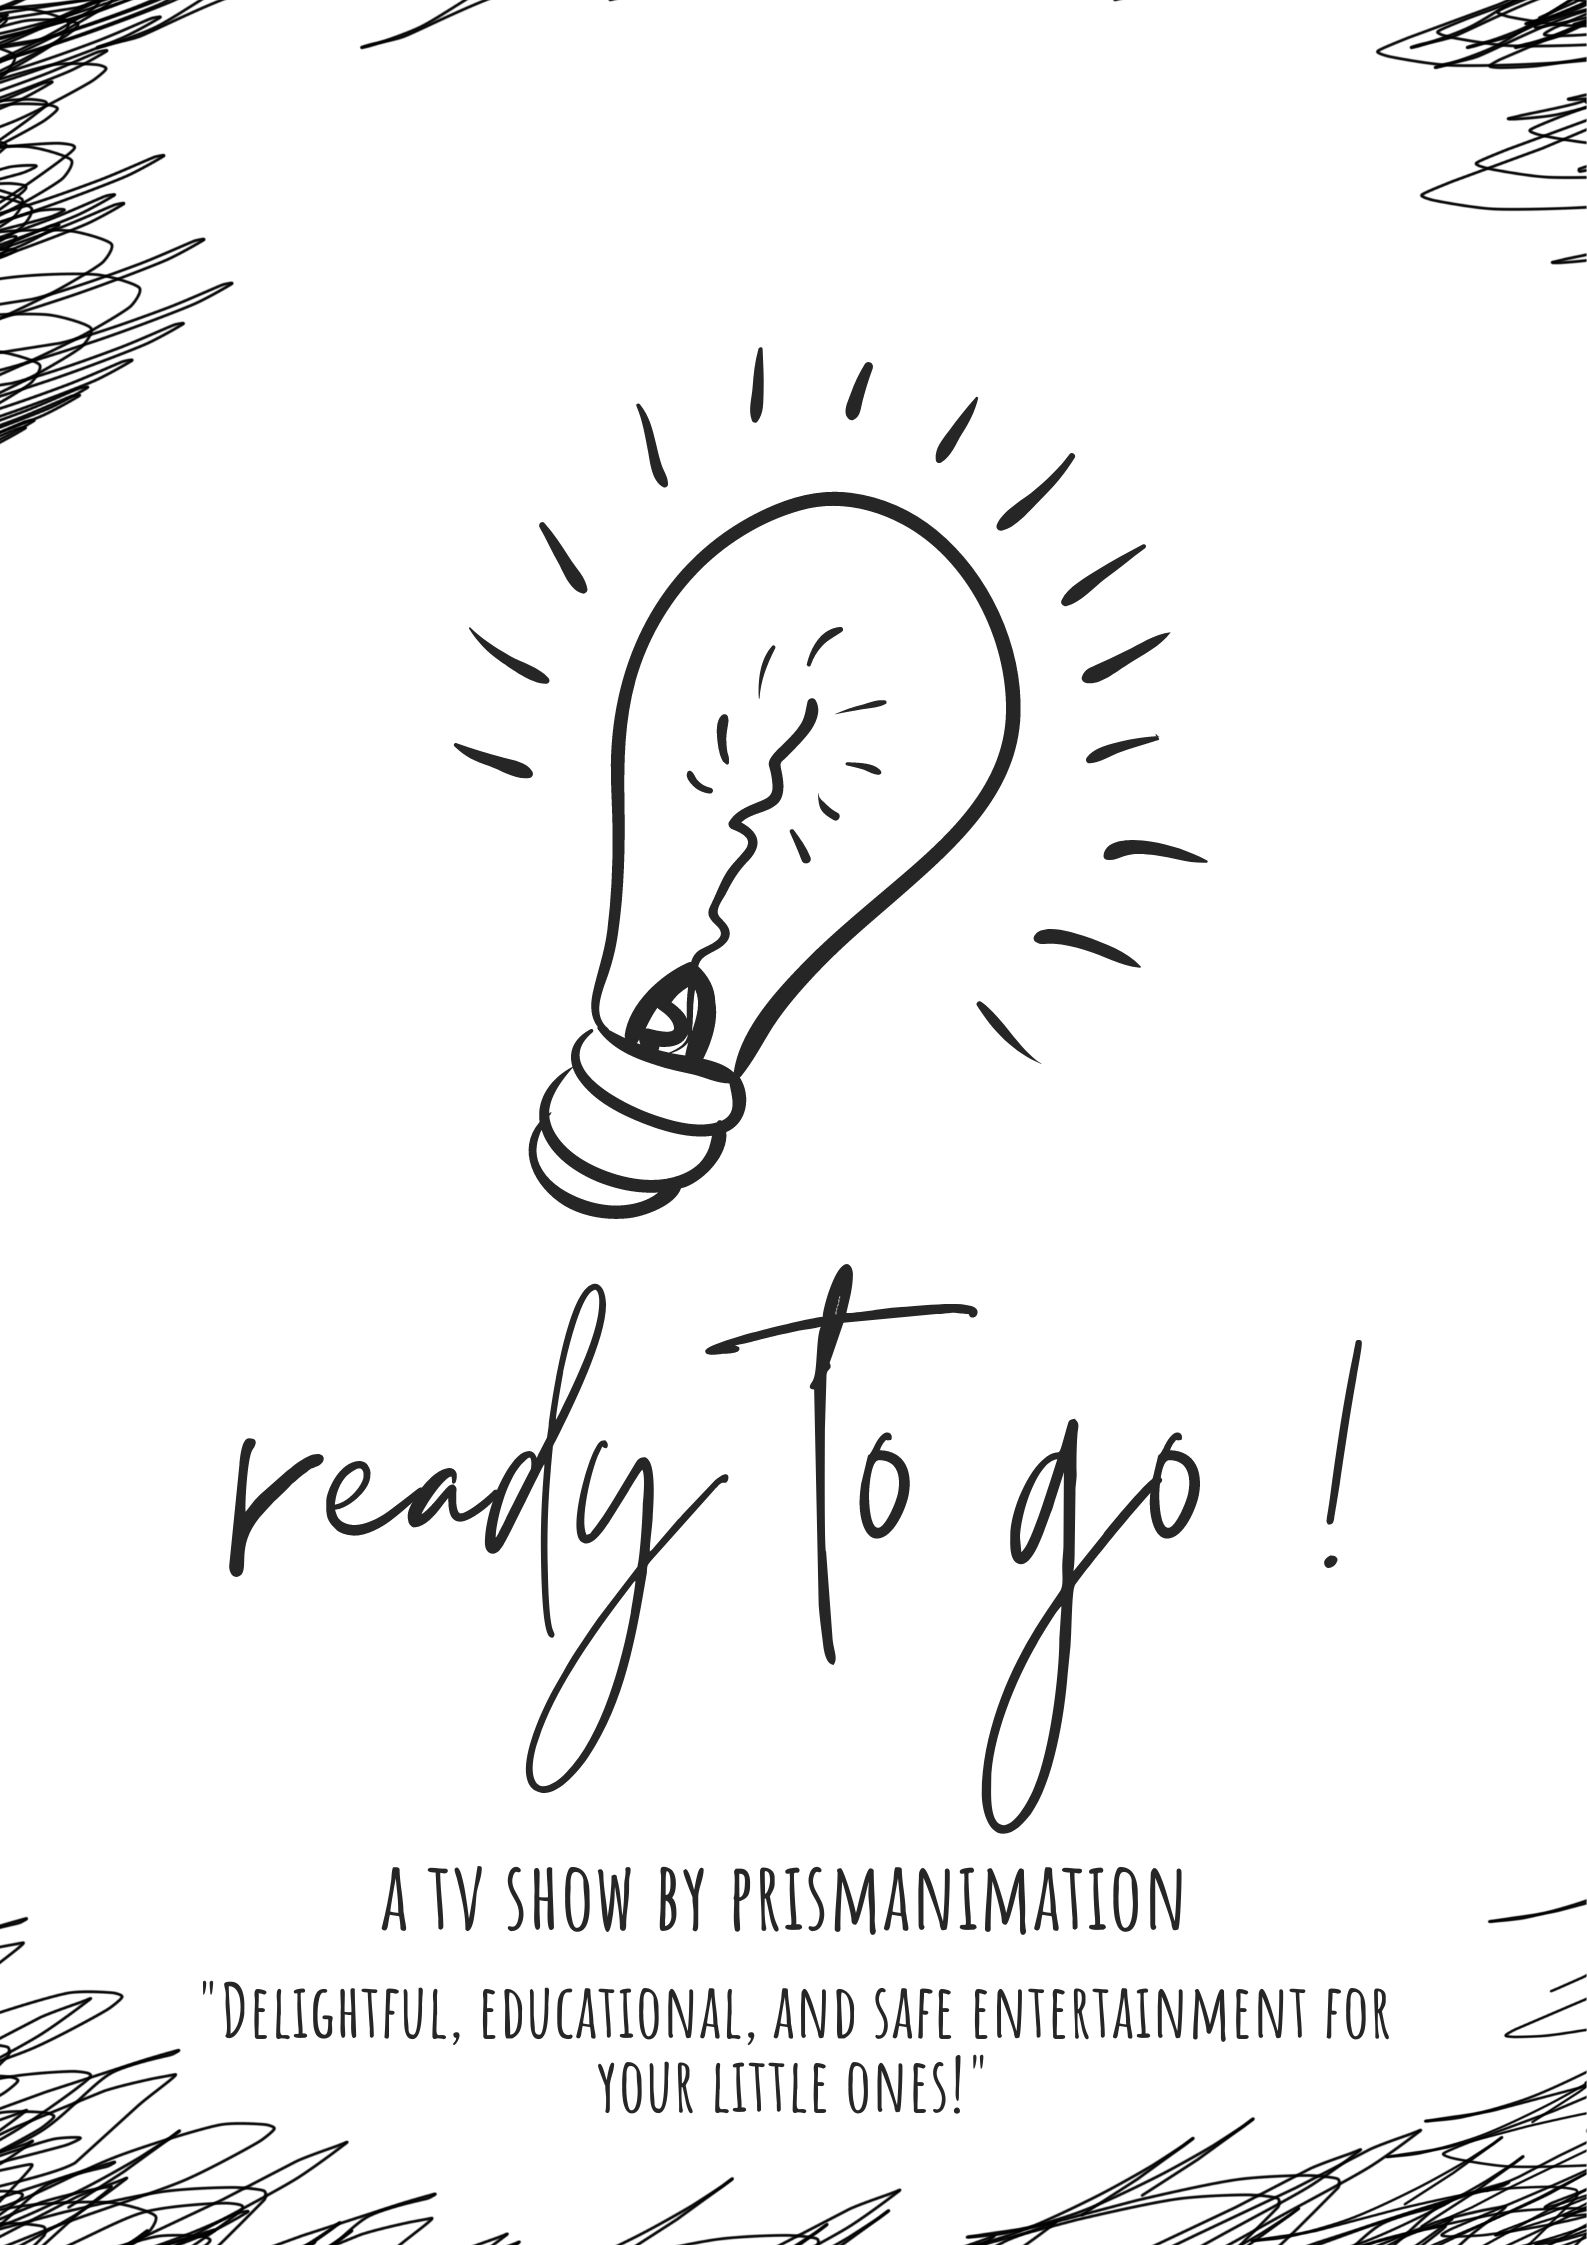 ready to go !
A TV SHOW BY PRISMANIMATION
"DELIGHTFUL, EDUCATIONAL, AND SAFE ENTERTAINMENT FOR
YOUR LITTLE ONES!"